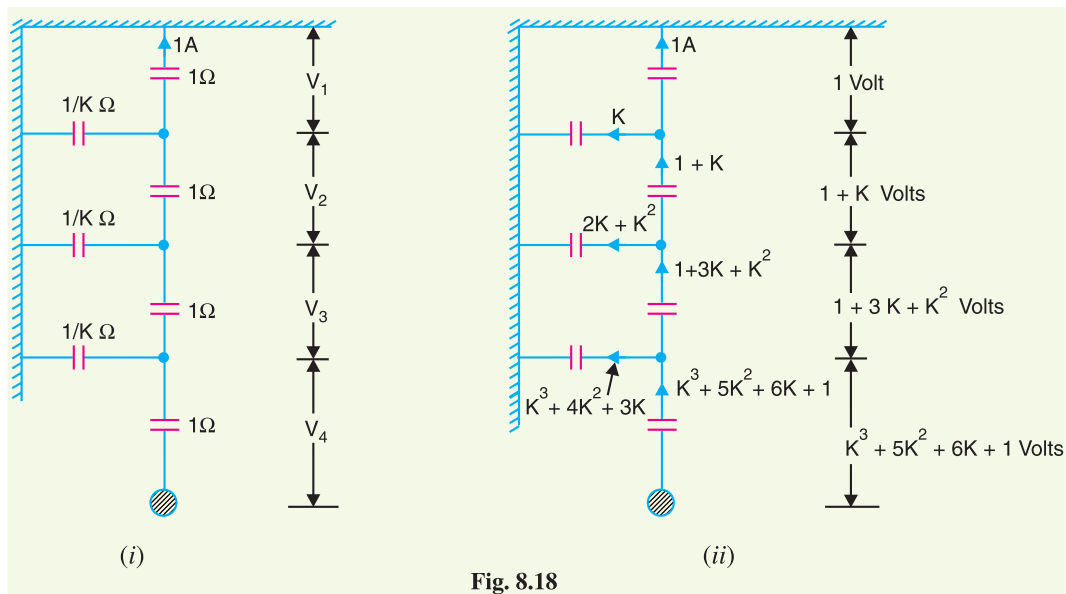 1A
1Ω
V1
1/K Ω
1Ω
V2
1/K Ω
1Ω
V3
1/K Ω
1Ω
V4
(i)
1A
1 Volt
K
1 + K
1 + K Volts
2K + K²
1+3K + K²
1 + 3 K + K² Volts
K³ + 4K² + 3K
K³ + 5K² + 6K + 1
K³ + 5K² + 6K + 1 Volts
(ii)
Fig. 8.18